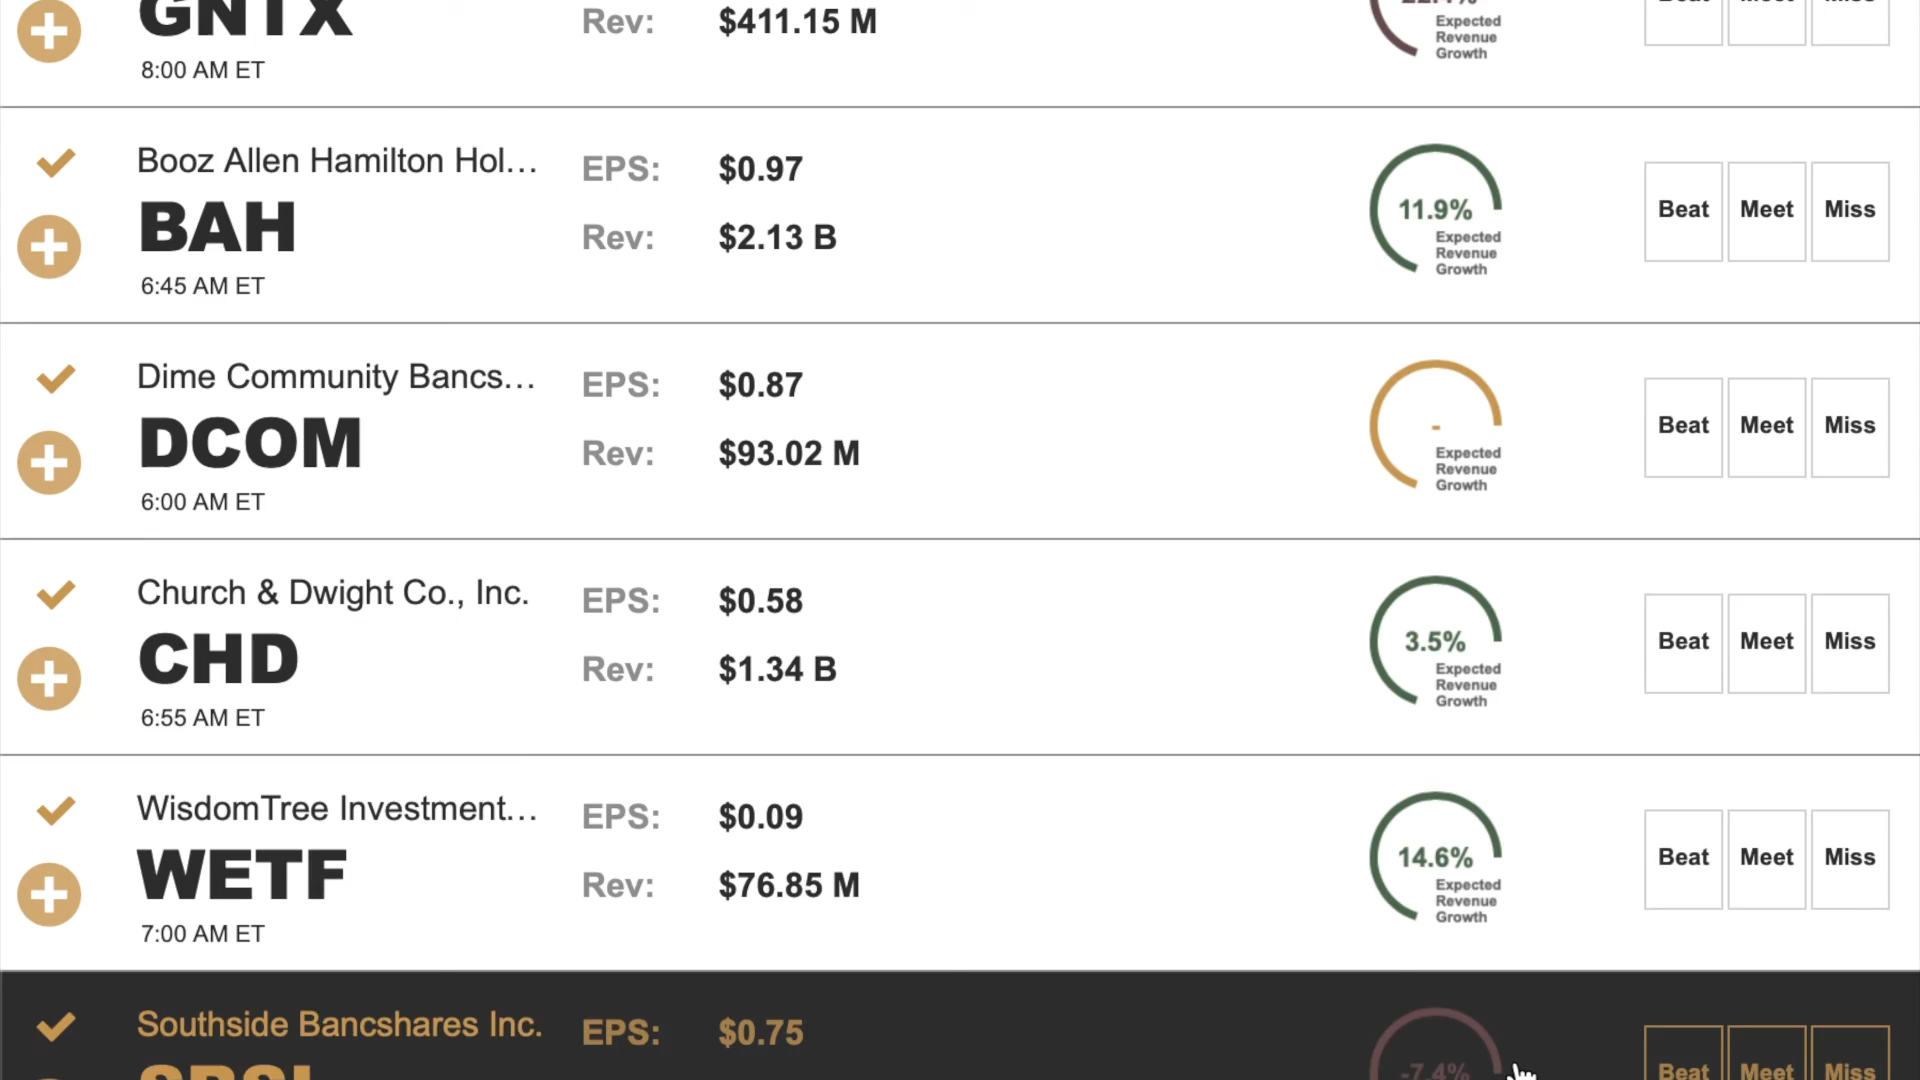 GNTX
Rev: $411.15 M
Expected
Revenue
Growth
8:00 AM ET
Booz Allen Hamilton Hol...
EPS: $0.97
BAH
Rev: $2.13 B
6:45 AM ET
11.9%
Expected
Revenue
Growth
Beat Meet Miss
Dime Community Bancs...
EPS: $0.87
DCOM
Rev: $93.02 M
6:00 AM ET
-
Expected
Revenue
Growth
Beat Meet Miss
Church & Dwight Co., Inc.
EPS: $0.58
CHD
Rev: $1.34 B
6:55 AM ET
3.5%
Expected
Revenue
Growth
Beat Meet Miss
WisdomTree Investment...
EPS: $0.09
WETF
Rev: $76.85 M
7:00 AM ET
14.6%
Expected
Revenue
Growth
Beat Meet Miss
Southside Bancshares Inc.
EPS: $0.75
-7.4%
Beat Meet Miss